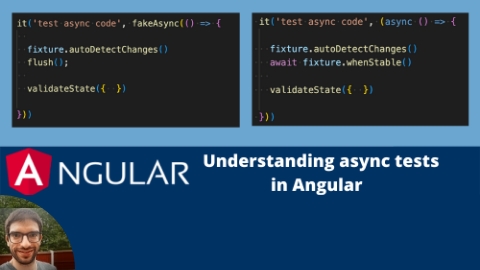 it('test async code', fakeAsync(() => {
fixture.autoDetectChanges()
flush();
validateState({ })
}))
it('test async code', (async () => {
fixture.autoDetectChanges()
await fixture.whenStable()
validateState({ })
}))
A NGULAR
Understanding async tests
in Angular